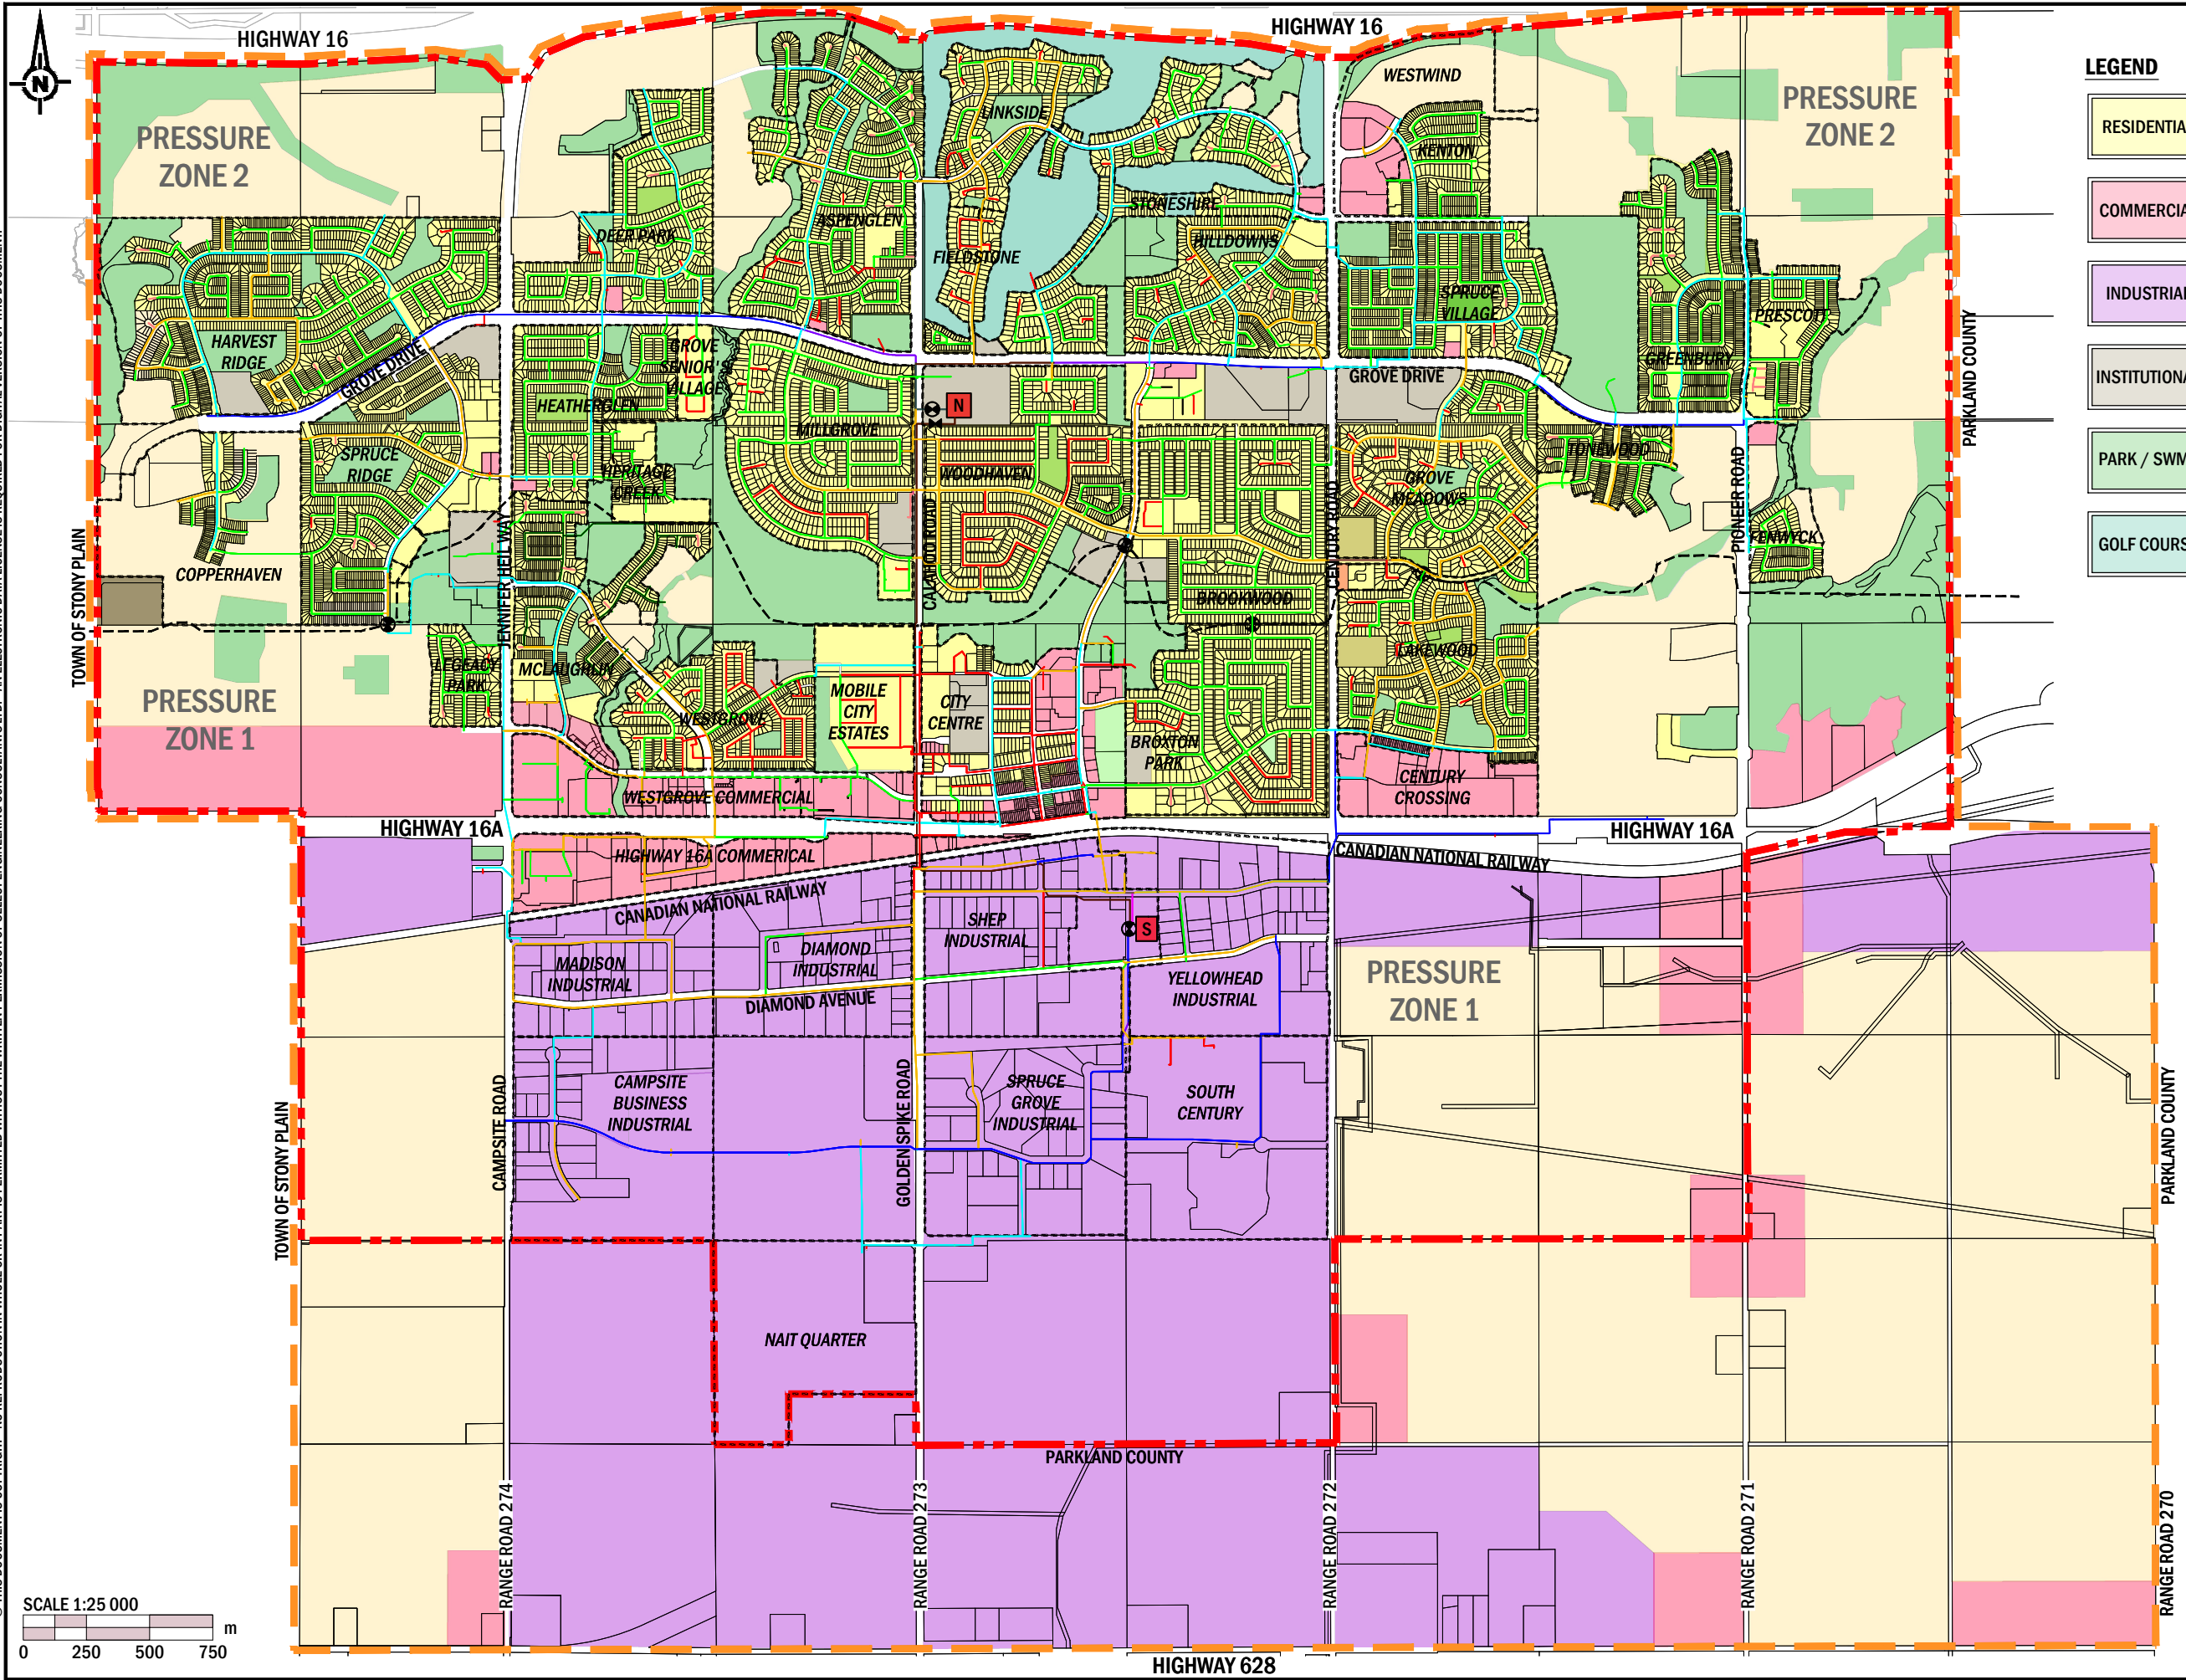 HIGHWAY 16
HIGHWAY 16
N
WESTWIND
LEGEND
PRESSURE
ZONE 2
PRESSURE
ZONE 2
LINKSIDE
KENTON
RESIDENTIA
COMMERCIA
INDUSTRIAL
INSTITUTIONA
PARK / SWM
GOLF COURS
STONESHIRE
ASPENGLEN
DEER PARK
HILLDOWNS
FIELDSTONE
SPRUCE
VILLAGE
PRESCOTT
HARVEST
RIDGE
GROVE DRIVE
GROVE
SENIOR'S
VILLAGE
GREENBURY
GROVE DRIVE
HEATHERGLEN
N
MILLGROVE
PARKLAND COUNTY
SPRUCE
RIDGE
HERITAGE
CREEK
WOODHAVEN
GROVE
MEADOWS
TONEWOOD
PIONEER ROAD
CENTURY ROAD
CALAHOO ROAD
JENNIFER HEIL WAY
FENWYCK
TOWN OF STONY PLAIN
COPPERHAVEN
BROOKWOOD
LAKEWOOD
LEGEACY
PARK
MCLAUGHLIN
PRESSURE
ZONE 1
WESTGROVE
MOBILE
CITY
ESTATES
CITY
CENTRE
BROXTON
PARK
CENTURY
CROSSING
WESTGROVE COMMERCIAL
HIGHWAY 16A
HIGHWAY 16A
HIGHWAY 16A COMMERICAL
CANADIAN NATIONAL RAILWAY
CANADIAN NATIONAL RAILWAY
SHEP
INDUSTRIAL
S
MADISON
INDUSTRIAL
DIAMOND
INDUSTRIAL
DIAMOND AVENUE
YELLOWHEAD
INDUSTRIAL
PRESSURE
ZONE 1
CAMPSITE
BUSINESS
INDUSTRIAL
SPRUCE
GROVE
INDUSTRIAL
SOUTH
CENTURY
CAMPSITE ROAD
GOLDEN SPIKE ROAD
TOWN OF STONY PLAIN
PARKLAND COUNTY
NAIT QUARTER
PARKLAND COUNTY
RANGE ROAD 274
RANGE ROAD 273
RANGE ROAD 272
RANGE ROAD 271
RANGE ROAD 270
SCALE 1:25 000
m
0 250 500 750
HIGHWAY 628